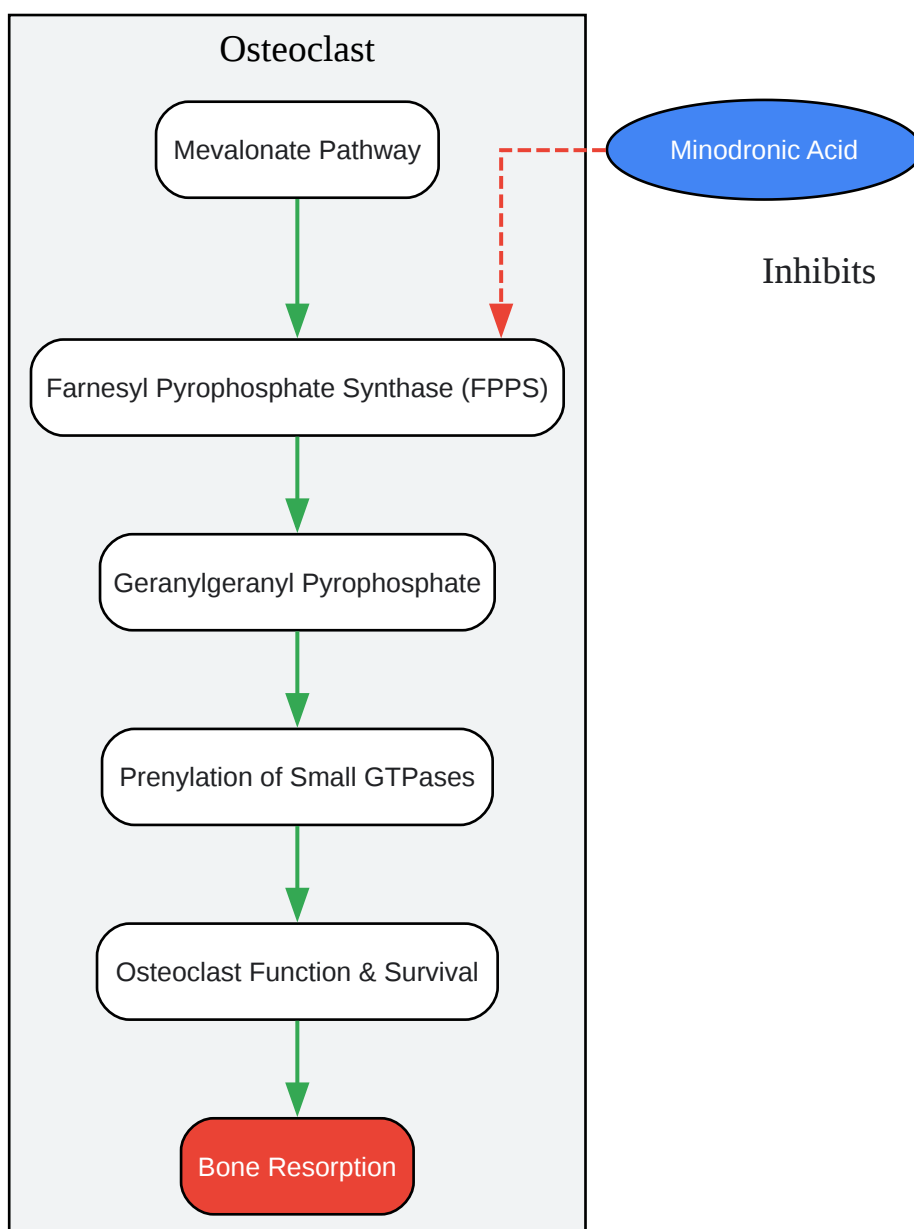 Osteoclast
Mevalonate Pathway
Minodronic Acid
Inhibits
Farnesyl Pyrophosphate Synthase (FPPS)
Geranylgeranyl Pyrophosphate
Prenylation of Small GTPases
Osteoclast Function & Survival
Bone Resorption